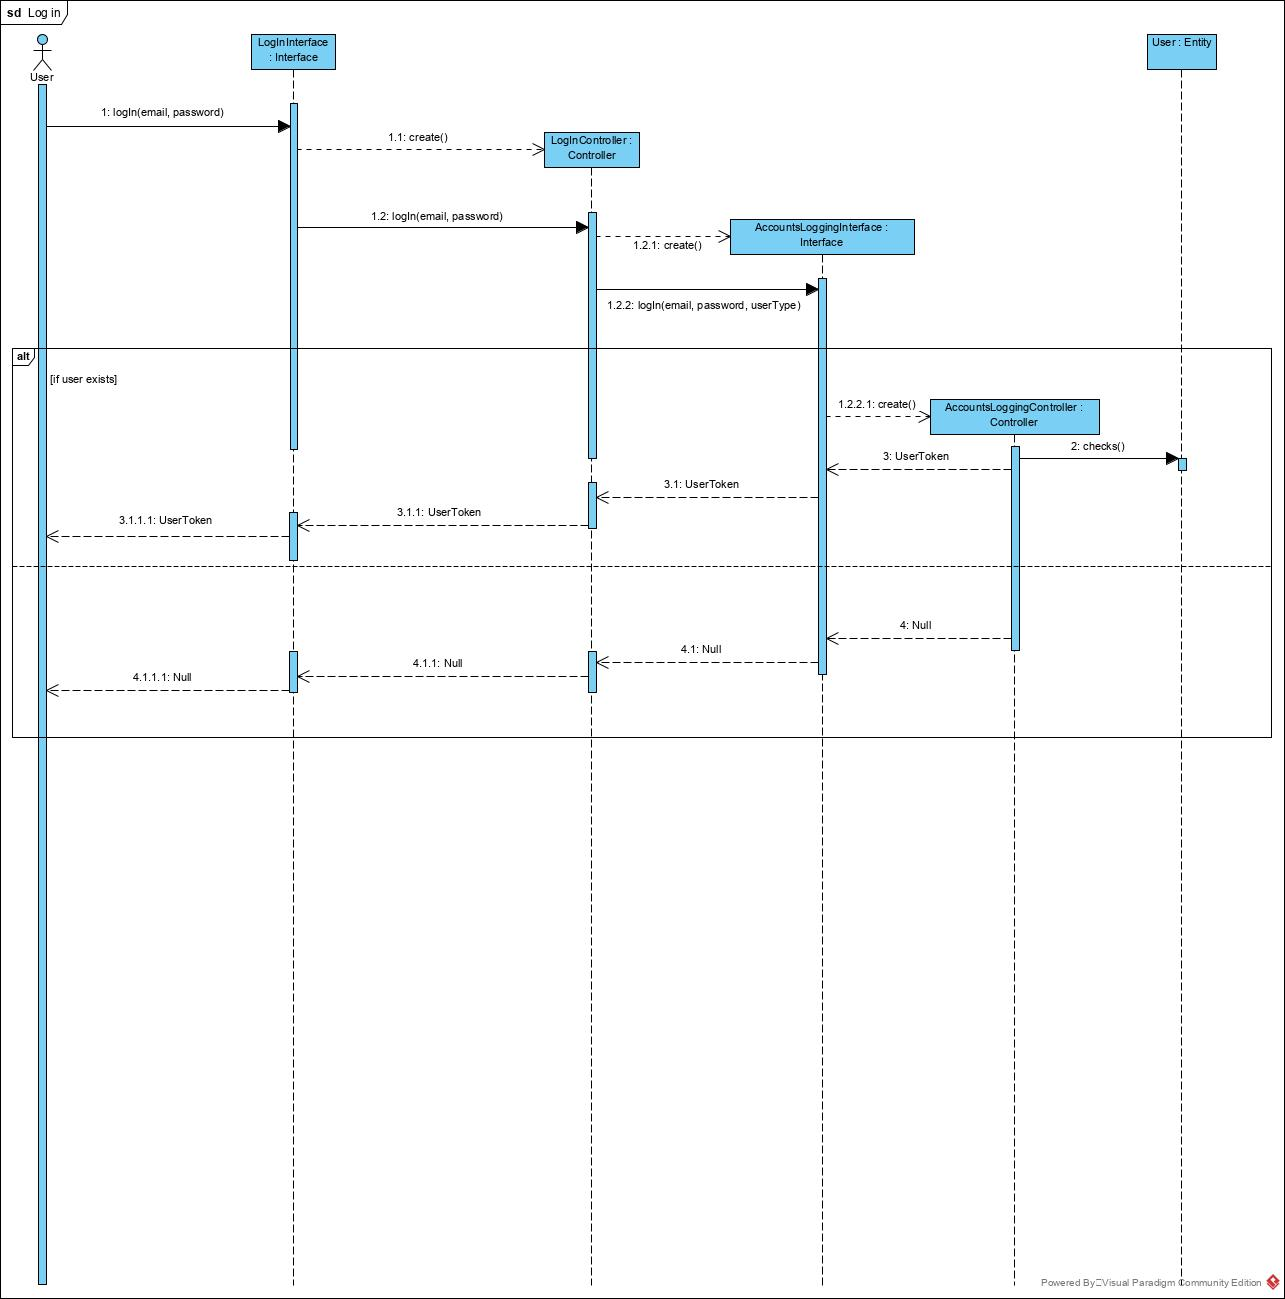 sd Log in
User
LogInInterface
: Interface
User : Entity
1: logIn(email, password)
1.1: create()
LogInController :
Controller
1.2: logIn(email, password)
AccountsLoggingInterface :
Interface
1.2.1: create()
1.2.2: logIn(email, password, userType)
alt
[if user exists]
1.2.2.1: create()
AccountsLoggingController :
Controller
2: checks()
3: UserToken
3.1: UserToken
3.1.1: UserToken
3.1.1.1: UserToken
4: Null
4.1: Null
4.1.1: Null
4.1.1.1: Null
Powered By Visual Paradigm Community Edition